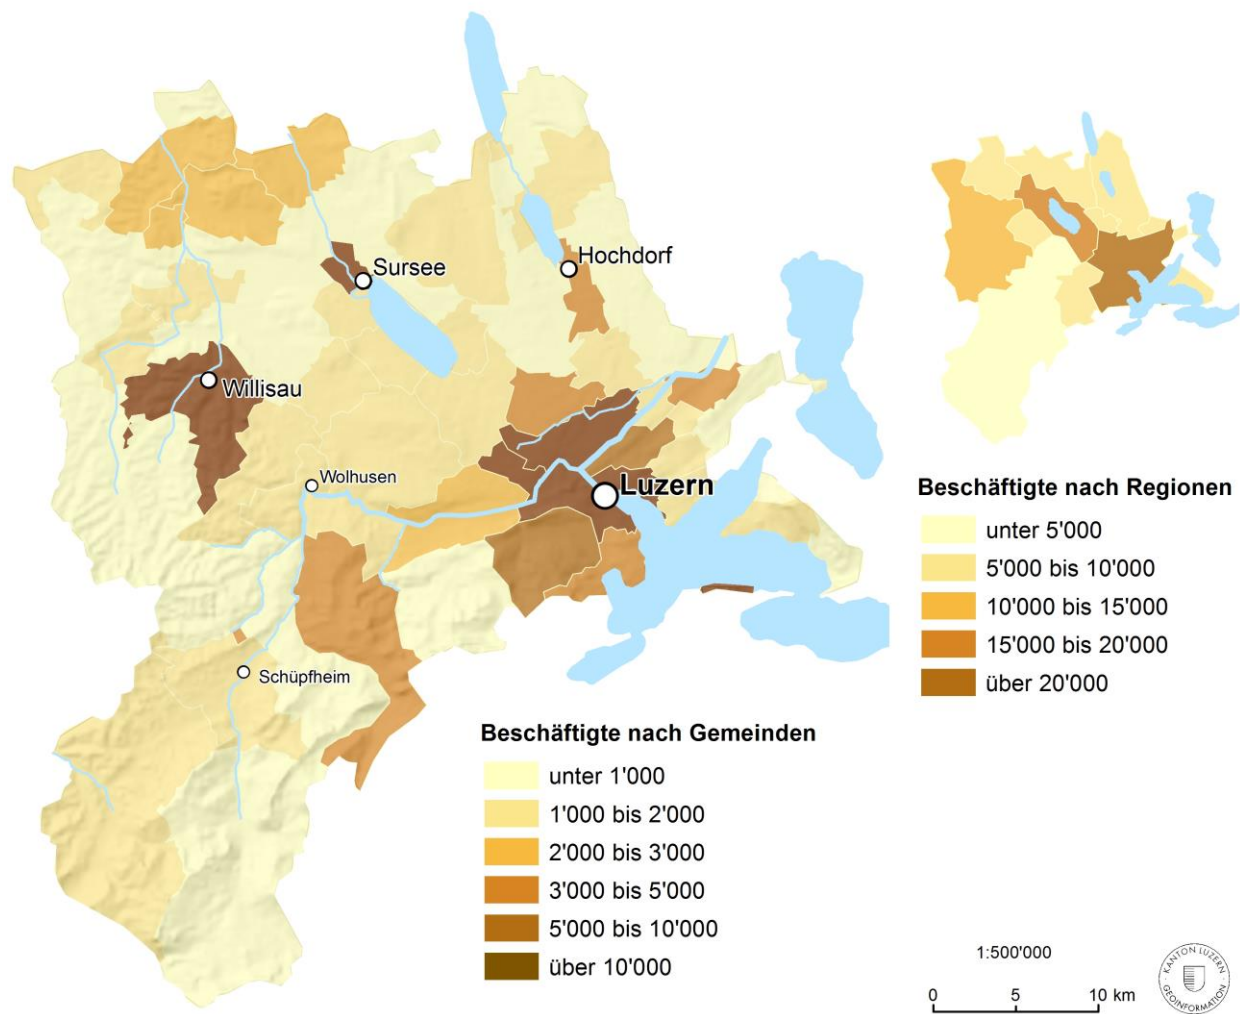 Sursee
Hochdorf
Willisau
Wolhusen
Luzern
Schüpfheim
Beschäftigte nach Regionen
unter 5'000
5'000 bis 10'000
10'000 bis 15'000
15'000 bis 20'000
über 20'000
Beschäftigte nach Gemeinden
unter 1'000
1'000 bis 2'000
2'000 bis 3'000
3'000 bis 5'000
5'000 bis 10'000
über 10'000
1:500'000
0 5 10 km
KANTON LUZERN
GEOINFORMATION